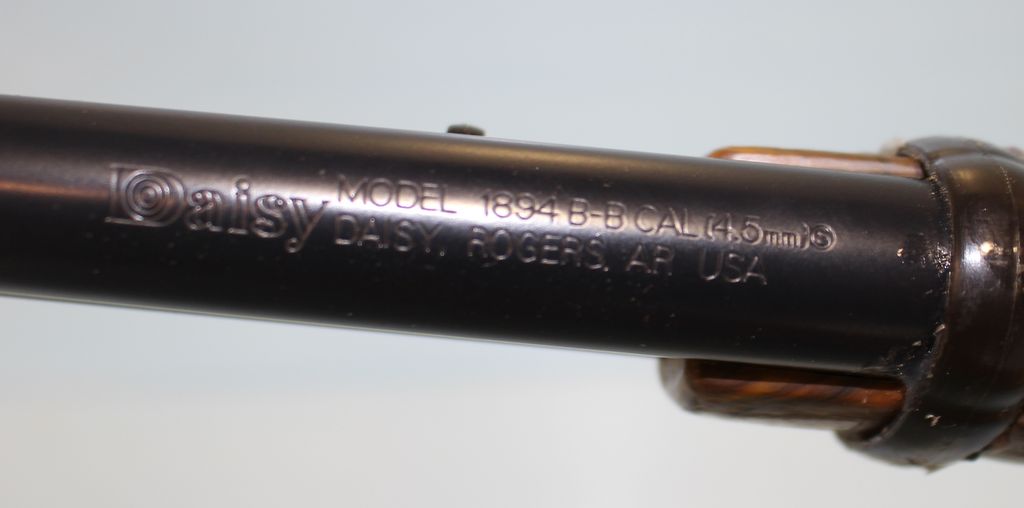 Daisy
MODEL 1894 B-B CAL (4.5mm) Ⓢ
DAISY, ROGERS, AR USA